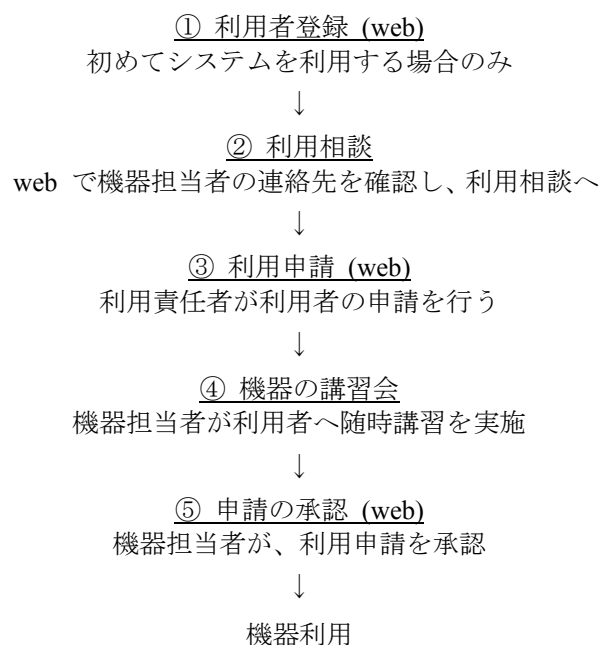 ① 利用者登録 (web)
初めてシステムを利用する場合のみ
↓
② 利用相談
web で機器担当者の連絡先を確認し、利用相談へ
↓
③ 利用申請 (web)
利用責任者が利用者の申請を行う
↓
④ 機器の講習会
機器担当者が利用者へ随時講習を実施
↓
⑤ 申請の承認 (web)
機器担当者が、利用申請を承認
↓
機器利用